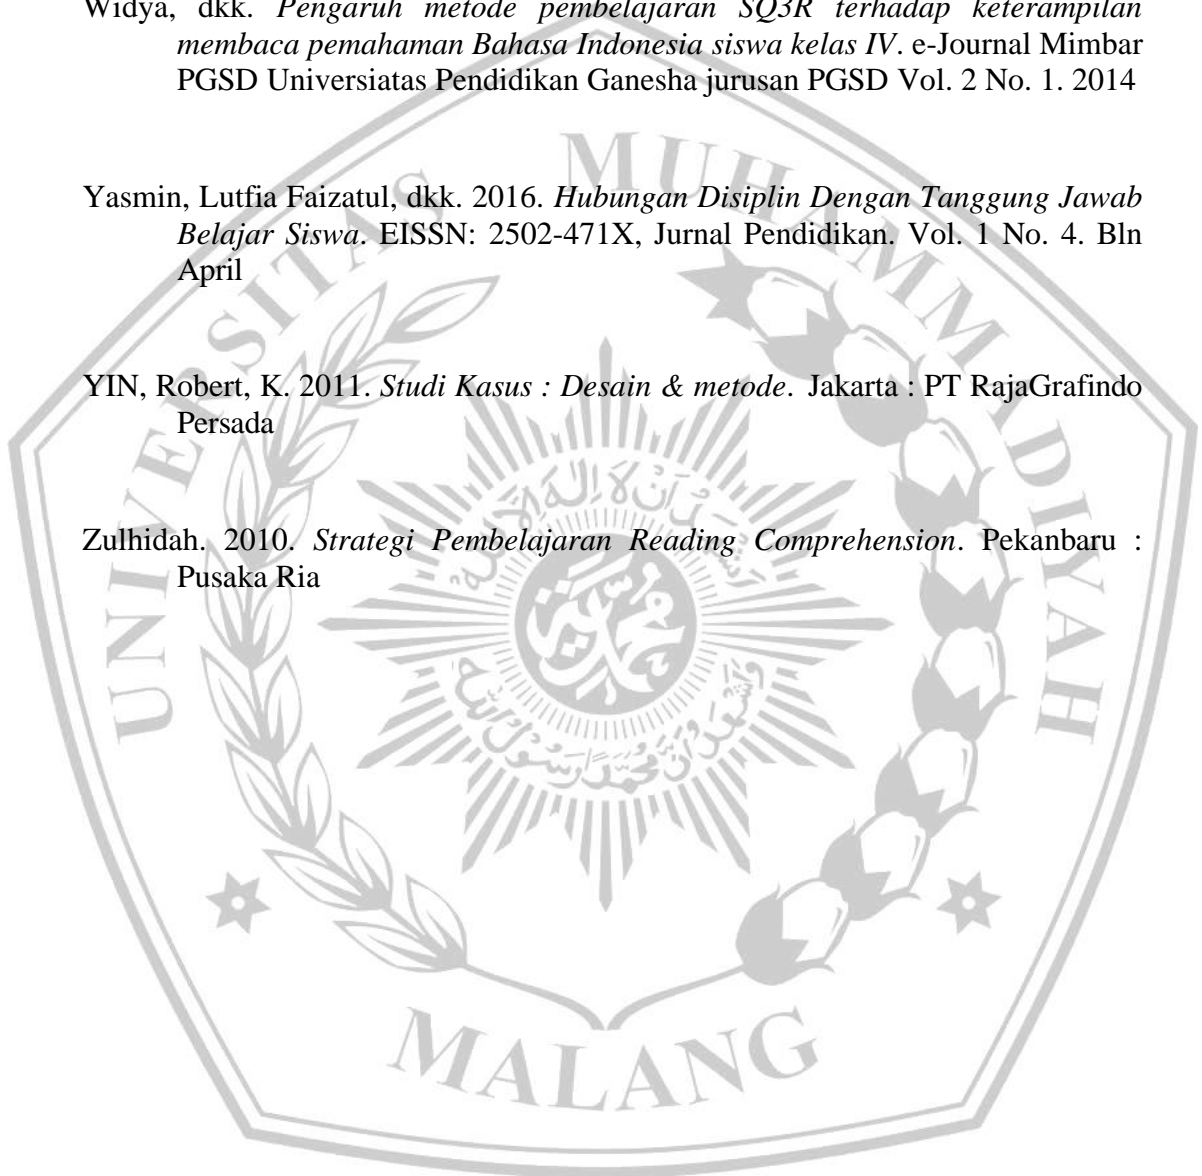 Widya, dkk. Pengaruh metode pembelajaran SQ3R terhadap keterampilan
membaca pemahaman Bahasa Indonesia siswa kelas IV. e-Journal Mimbar
PGSD Universiatas Pendidikan Ganesha jurusan PGSD Vol. 2 No. 1. 2014
Yasmin, Lutfia Faizatul, dkk. 2016. Hubungan Disiplin Dengan Tanggung Jawab
Belajar Siswa. EISSN: 2502-471X, Jurnal Pendidikan. Vol. 1 No. 4. Bln
April
YIN, Robert, K. 2011. Studi Kasus : Desain & metode. Jakarta : PT RajaGrafindo
Persada
Zulhidah. 2010. Strategi Pembelajaran Reading Comprehension. Pekanbaru :
Pusaka Ria
UNIVERSITAS MUHAMMADIYAH
MALANG